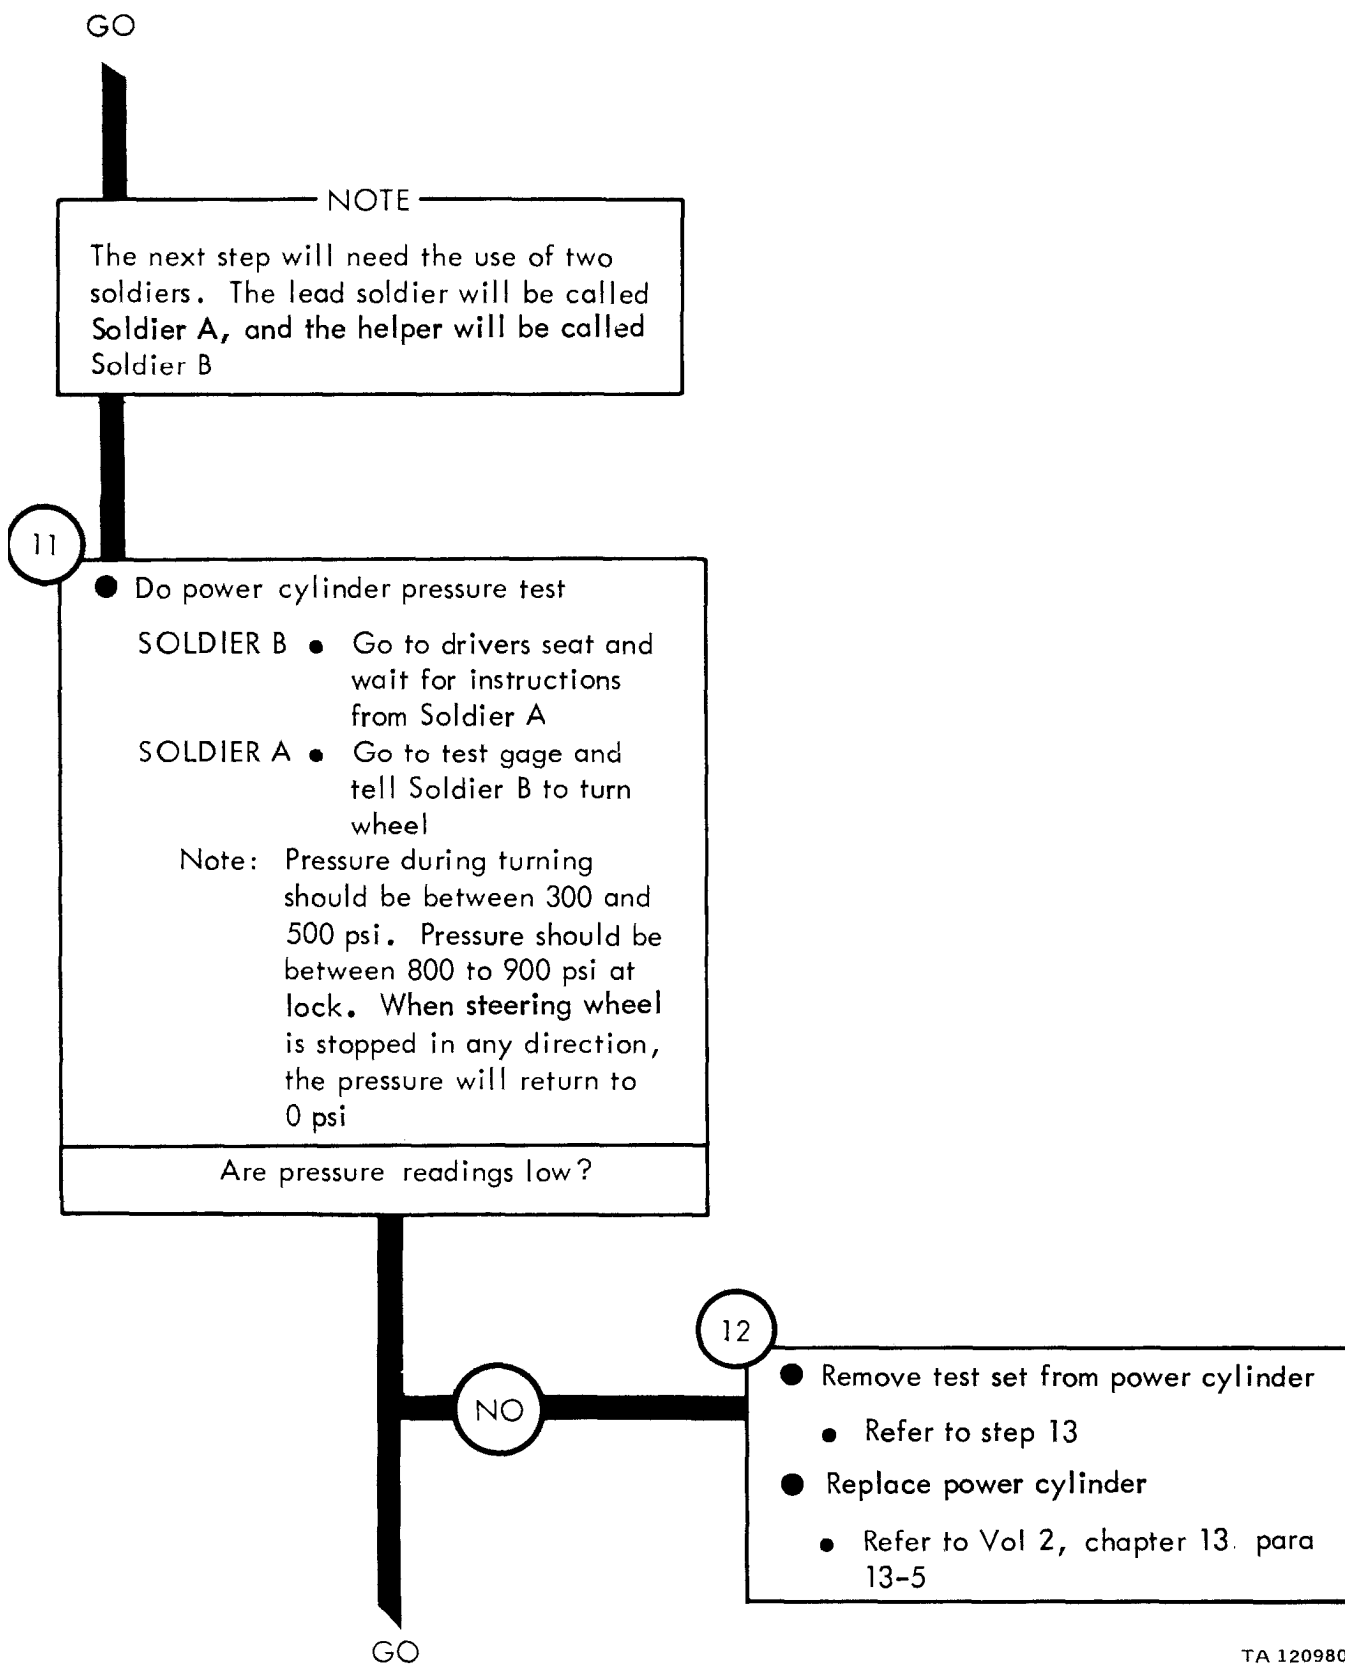 GO
NOTE
The next step will need the use of two
soldiers. The lead soldier will be called
Soldier A, and the helper will be called
Soldier B
11
● Do power cylinder pressure test
SOLDIER B ● Go to drivers seat and
wait for instructions
from Soldier A
SOLDIER A ● Go to test gage and
tell Soldier B to turn
wheel
Note: Pressure during turning
should be between 300 and
500 psi. Pressure should be
between 800 to 900 psi at
lock. When steering wheel
is stopped in any direction,
the pressure will return to
0 psi
Are pressure readings low?
12
● Remove test set from power cylinder
NO
● Refer to step 13
● Replace power cylinder
● Refer to Vol 2, chapter 13. para
13-5
GO
TA 120980